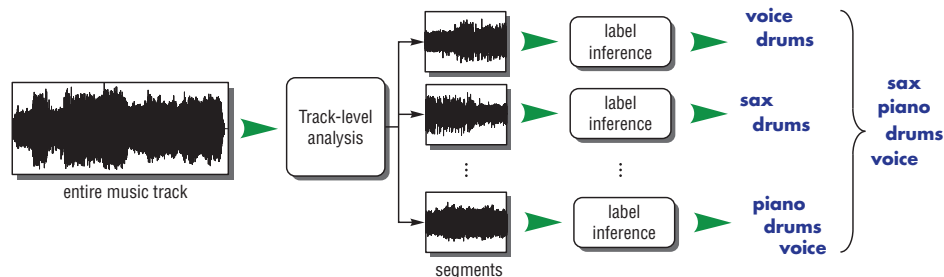 entire music track
Track-level
analysis
segments
label
inference
label
inference
label
inference
voice
drums
sax
drums
piano
drums
voice
sax
piano
drums
voice